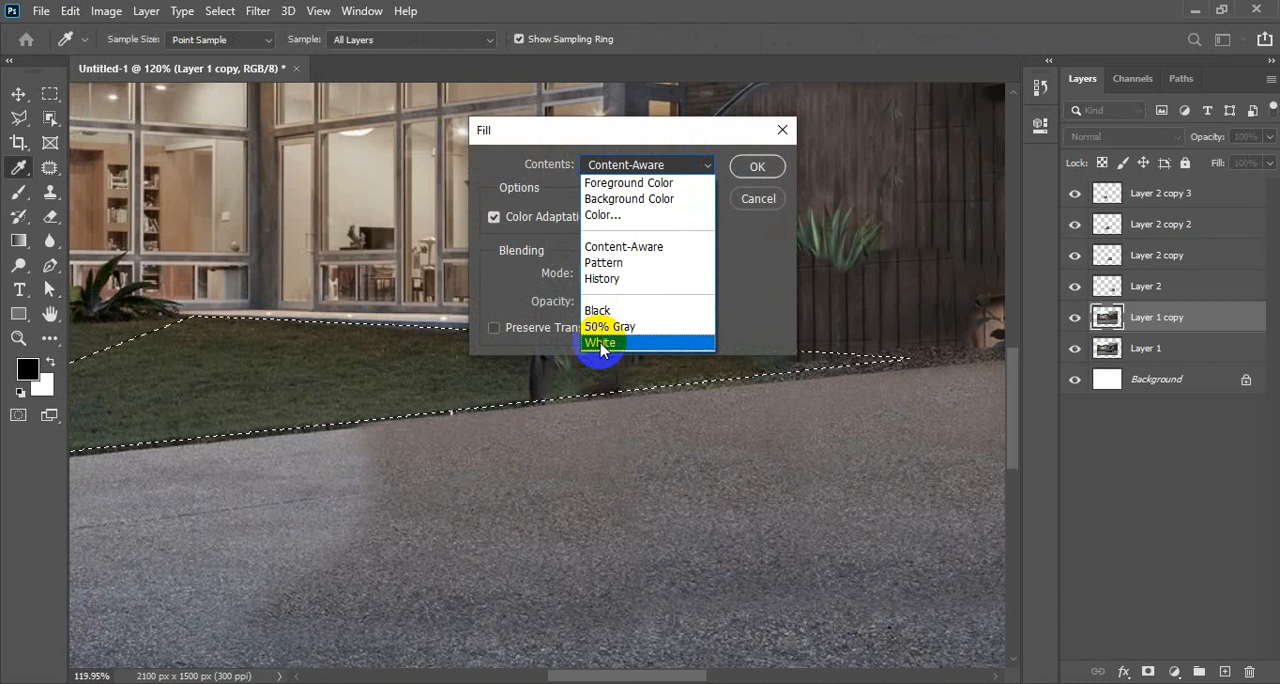 Ps File Edit Image Layer Type Select Filter 3D View Window Help
Sample Size: Point Sample Sample: All Layers Show Sampling Ring
Untitled-1 @ 120% (Layer 1 copy, RGB/8) *
Fill
Contents: Content-Aware OK
Foreground Color
Options
Background Color Cancel
Color...
Color Adaptati
Content-Aware
Blending
Pattern
Mode:
History
Opacity:
Black
Preserve Tran 50% Gray
White
Layers Channels Paths
Kind
Normal Opacity: 100%
Lock: Fill: 100%
Layer 2 copy 3
Layer 2 copy 2
Layer 2 copy
Layer 2
Layer 1 copy
Layer 1
Background
119.95% 2100 px x 1500 px (300 ppi)